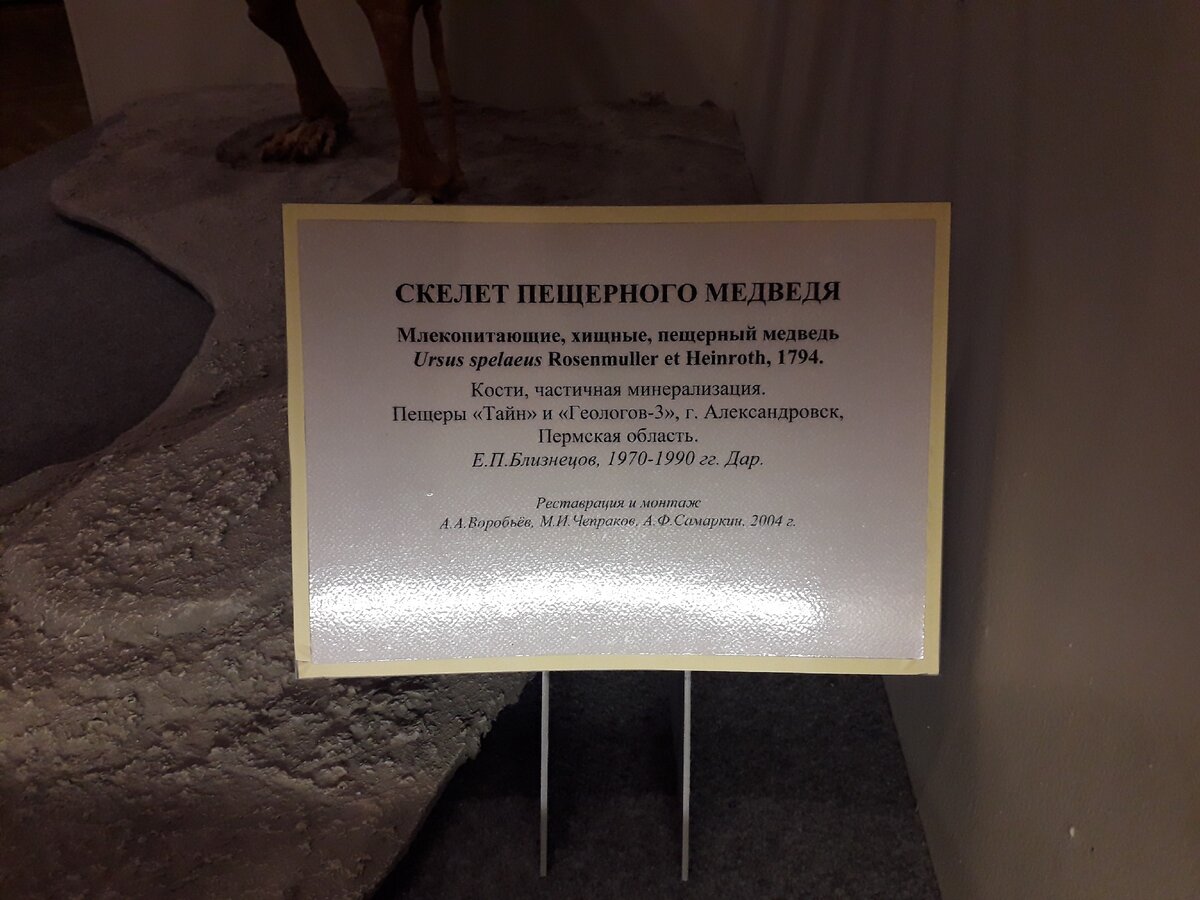 СКЕЛЕТ ПЕЩЕРНОГО МЕДВЕДЯ
Млекопитающие, хищные, пещерный медведь
Ursus spelaeus Rosenmuller et Heinroth, 1794.
Кости, частичная минерализация.
Пещеры «Тайн» и «Геологов-3», г. Александровск,
Пермская область.
Е.П.Близнецов, 1970-1990 гг. Дар.
Реставрация и монтаж
А.А.Воробьёв, М.И.Чепраков, А.Ф.Самаркин, 2004 г.